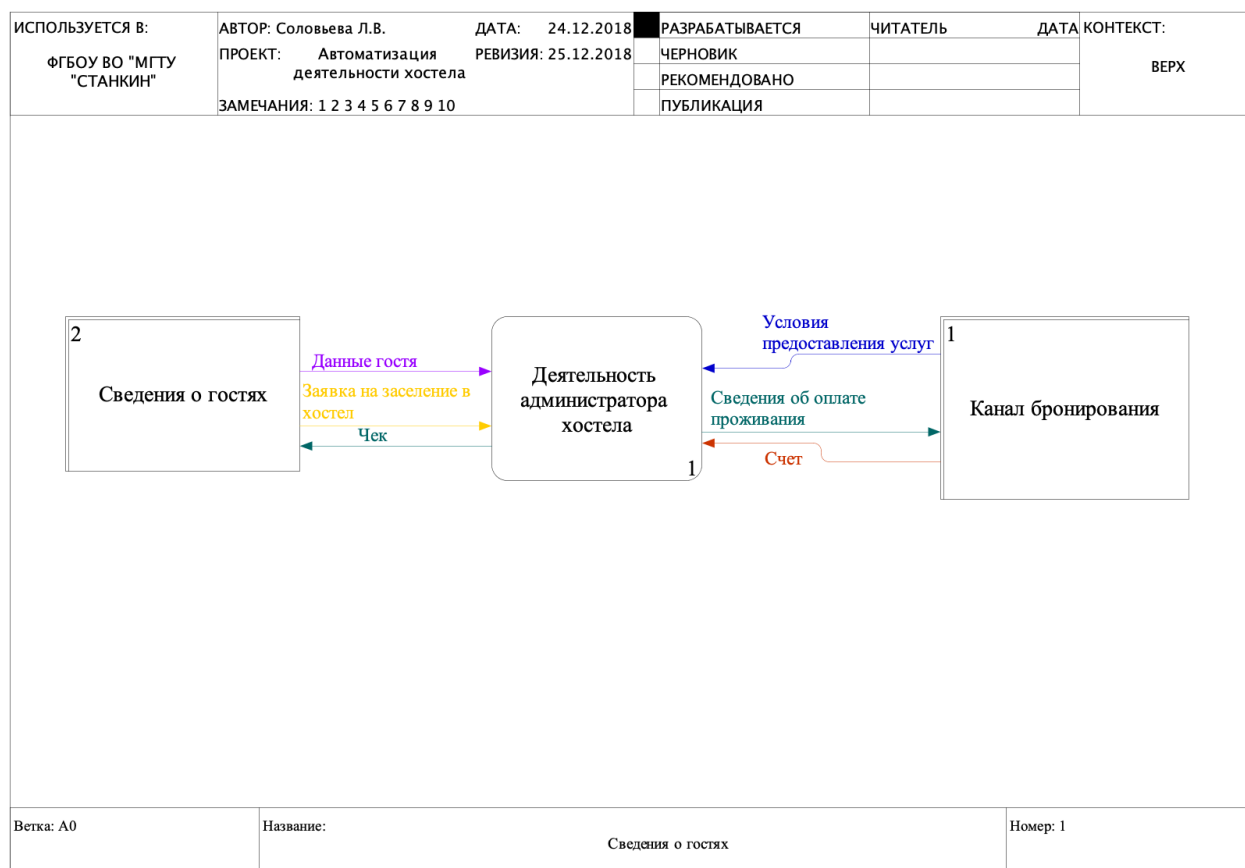 ИСПОЛЬЗУЕТСЯ В:
ФГБОУ ВО "МГТУ
"СТАНКИН"
АВТОР: Соловьева Л.В.
ДАТА: 24.12.2018
ПРОЕКТ: Автоматизация
деятельности хостела
РЕВИЗИЯ: 25.12.2018
ЗАМЕЧАНИЯ: 1 2 3 4 5 6 7 8 9 10
РАЗРАБАТЫВАЕТСЯ
ЧЕРНОВИК
РЕКОМЕНДОВАНО
ПУБЛИКАЦИЯ
ЧИТАТЕЛЬ ДАТА
КОНТЕКСТ:
ВЕРХ
2
Сведения о гостях
Данные гостя
Заявка на заселение в
хостел
Чек
Деятельность
администратора
хостела
1
Условия
предоставления услуг
Сведения об оплате
проживания
Счет
1
Канал бронирования
Ветка: A0
Название:
Сведения о гостях
Номер: 1